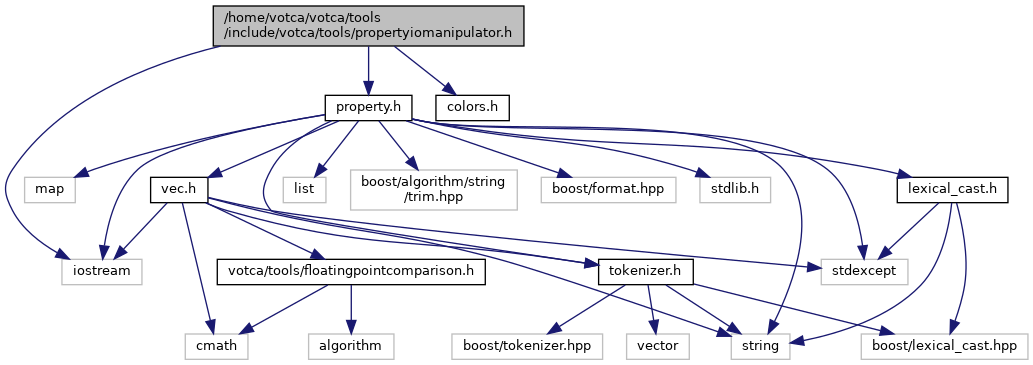 /home/votca/votca/tools
/include/votca/tools/propertyiomanipulator.h
property.h
colors.h
map
vec.h
list
boost/algorithm/string
/trim.hpp
boost/format.hpp
stdlib.h
lexical_cast.h
iostream
votca/tools/floatingpointcomparison.h
tokenizer.h
stdexcept
cmath
algorithm
boost/tokenizer.hpp
vector
string
boost/lexical_cast.hpp